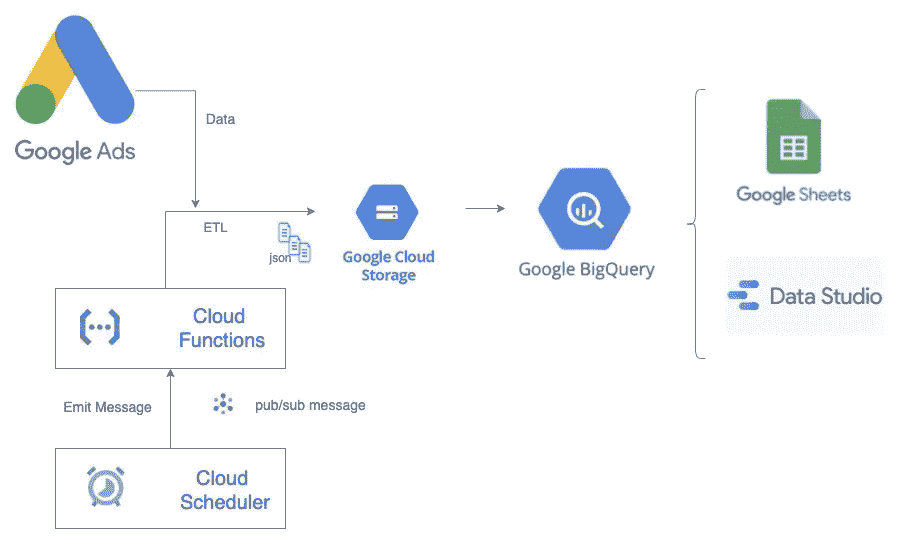 Google Ads
Data
ETL
json
Google Cloud
Storage
Google BigQuery
Google Sheets
Data Studio
Cloud
Functions
Emit Message
pub/sub message
Cloud
Scheduler